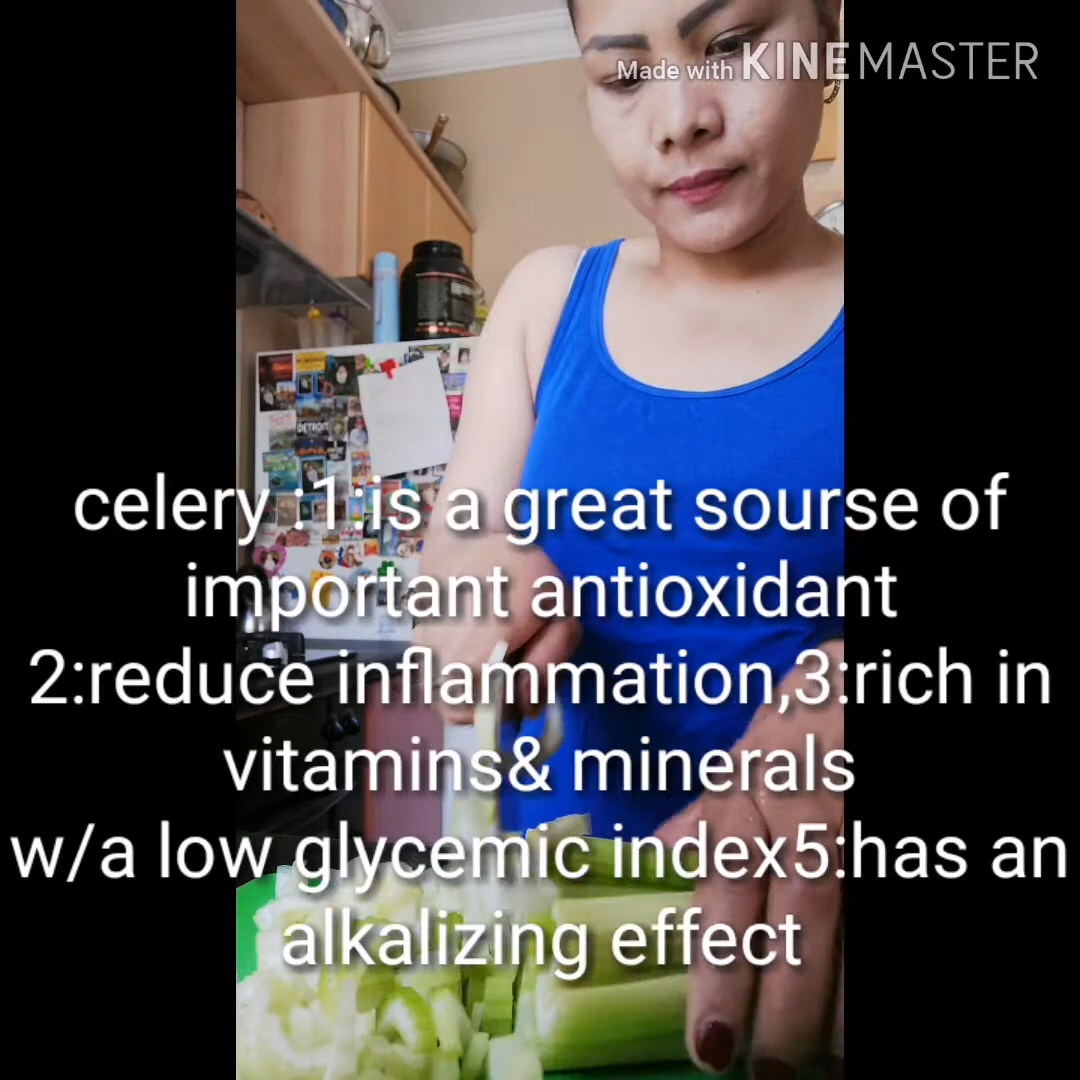 Made with KINEMASTER
DETROIT
celery :1:is a great sourse of
important antioxidant
2:reduce inflammation,3:rich in
vitamins& minerals
w/a low glycemic index5:has an
alkalizing effect